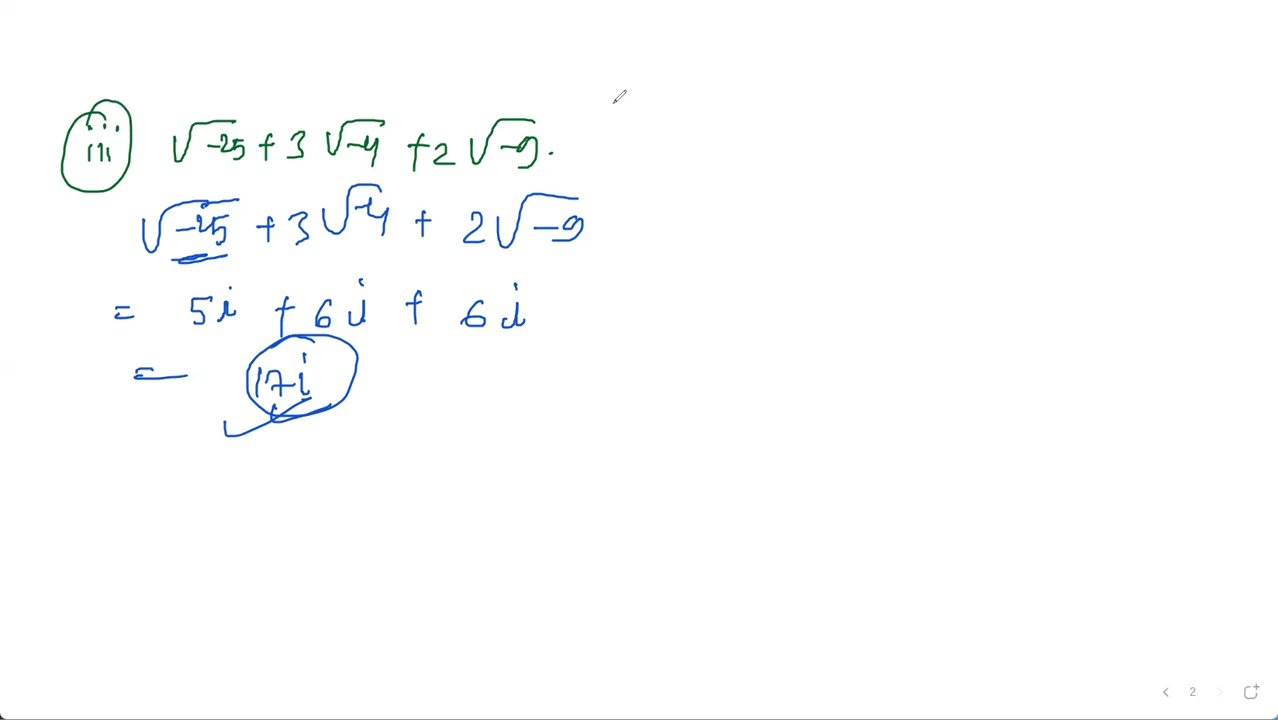 iii √-25 + 3 √-4 + 2 √-9.
√-25 + 3 √-4 + 2 √-9
= 5i + 6i + 6i
= 17i
2